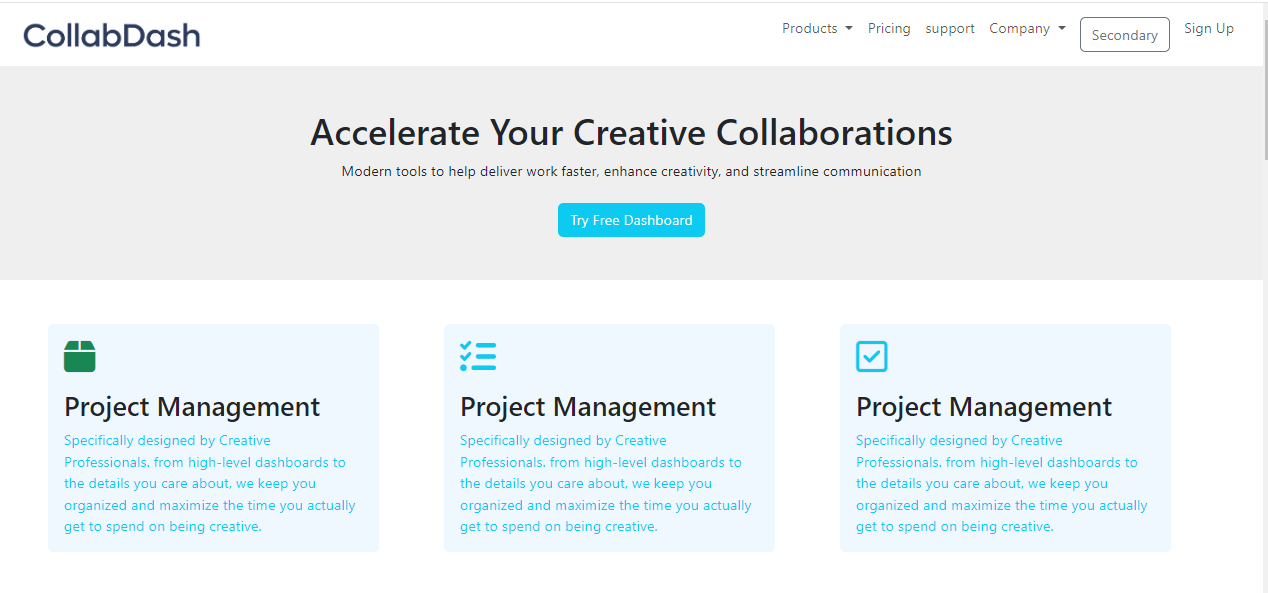 CollabDash
Products Pricing support Company Secondary Sign Up
Accelerate Your Creative Collaborations
Modern tools to help deliver work faster, enhance creativity, and streamline communication
Try Free Dashboard
Project Management
Specifically designed by Creative
Professionals. from high-level dashboards to
the details you care about, we keep you
organized and maximize the time you actually
get to spend on being creative.
Project Management
Specifically designed by Creative
Professionals. from high-level dashboards to
the details you care about, we keep you
organized and maximize the time you actually
get to spend on being creative.
Project Management
Specifically designed by Creative
Professionals. from high-level dashboards to
the details you care about, we keep you
organized and maximize the time you actually
get to spend on being creative.